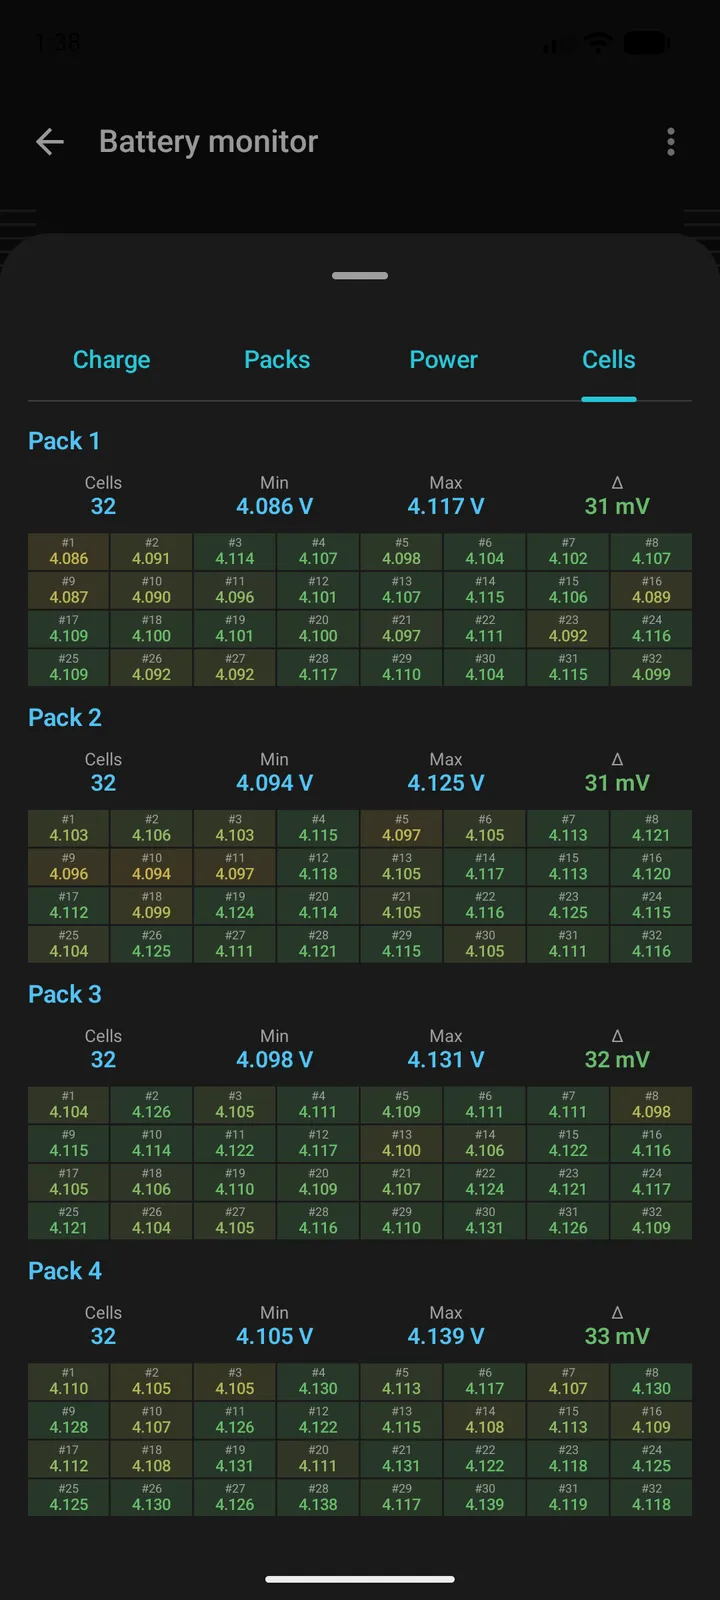 1:38
Battery monitor
Charge Packs Power Cells
Pack 1
Cells Min Max Δ
32 4.086 V 4.117 V 31 mV
#1 #2 #3 #4 #5 #6 #7 #8
4.086 4.091 4.114 4.107 4.098 4.104 4.102 4.107
#9 #10 #11 #12 #13 #14 #15 #16
4.087 4.090 4.096 4.101 4.107 4.115 4.106 4.089
#17 #18 #19 #20 #21 #22 #23 #24
4.109 4.100 4.101 4.100 4.097 4.111 4.092 4.116
#25 #26 #27 #28 #29 #30 #31 #32
4.109 4.092 4.092 4.117 4.110 4.104 4.115 4.099
Pack 2
Cells Min Max Δ
32 4.094 V 4.125 V 31 mV
#1 #2 #3 #4 #5 #6 #7 #8
4.103 4.106 4.103 4.115 4.097 4.105 4.113 4.121
#9 #10 #11 #12 #13 #14 #15 #16
4.096 4.094 4.097 4.118 4.105 4.117 4.113 4.120
#17 #18 #19 #20 #21 #22 #23 #24
4.112 4.099 4.124 4.114 4.105 4.116 4.125 4.115
#25 #26 #27 #28 #29 #30 #31 #32
4.104 4.125 4.111 4.121 4.115 4.105 4.111 4.116
Pack 3
Cells Min Max Δ
32 4.098 V 4.131 V 32 mV
#1 #2 #3 #4 #5 #6 #7 #8
4.104 4.126 4.105 4.111 4.109 4.111 4.111 4.098
#9 #10 #11 #12 #13 #14 #15 #16
4.115 4.114 4.122 4.117 4.100 4.106 4.122 4.116
#17 #18 #19 #20 #21 #22 #23 #24
4.105 4.106 4.110 4.109 4.107 4.124 4.121 4.117
#25 #26 #27 #28 #29 #30 #31 #32
4.121 4.104 4.105 4.116 4.110 4.131 4.126 4.109
Pack 4
Cells Min Max Δ
32 4.105 V 4.139 V 33 mV
#1 #2 #3 #4 #5 #6 #7 #8
4.110 4.105 4.105 4.130 4.113 4.117 4.107 4.130
#9 #10 #11 #12 #13 #14 #15 #16
4.128 4.107 4.126 4.122 4.115 4.108 4.113 4.109
#17 #18 #19 #20 #21 #22 #23 #24
4.112 4.108 4.131 4.111 4.131 4.122 4.118 4.125
#25 #26 #27 #28 #29 #30 #31 #32
4.125 4.130 4.126 4.138 4.117 4.139 4.119 4.118